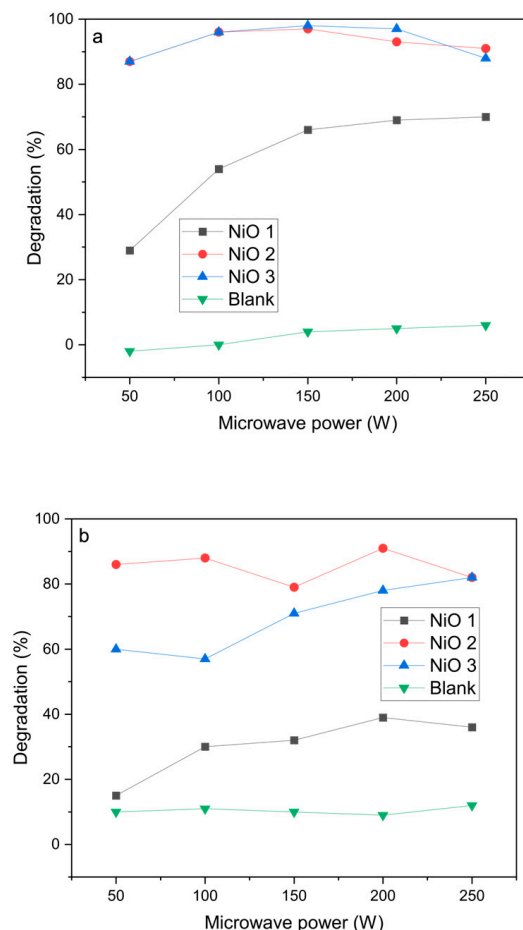 100
a
80
60
40
20
0
Degradation (%)
NiO 1
NiO 2
NiO 3
Blank
50 100 150 200 250
Microwave power (W)
100
b
80
60
40
20
0
Degradation (%)
NiO 1
NiO 2
NiO 3
Blank
50 100 150 200 250
Microwave power (W)